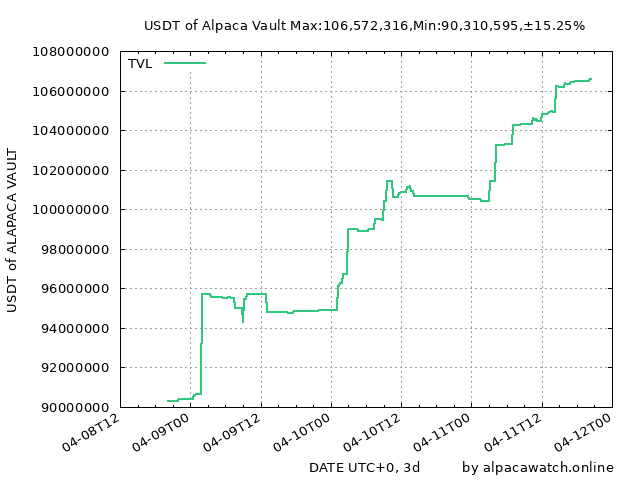 USDT of Alpaca Vault Max:106,572,316,Min:90,310,595,±15.25%
TVL
108000000
106000000
104000000
102000000
100000000
98000000
96000000
94000000
92000000
90000000
USDT of ALAPACA VAULT
04-08T12
04-09T00
04-09T12
04-10T00
04-10T12
04-11T00
04-11T12
04-12T00
DATE UTC+0, 3d
by alpacawatch.online